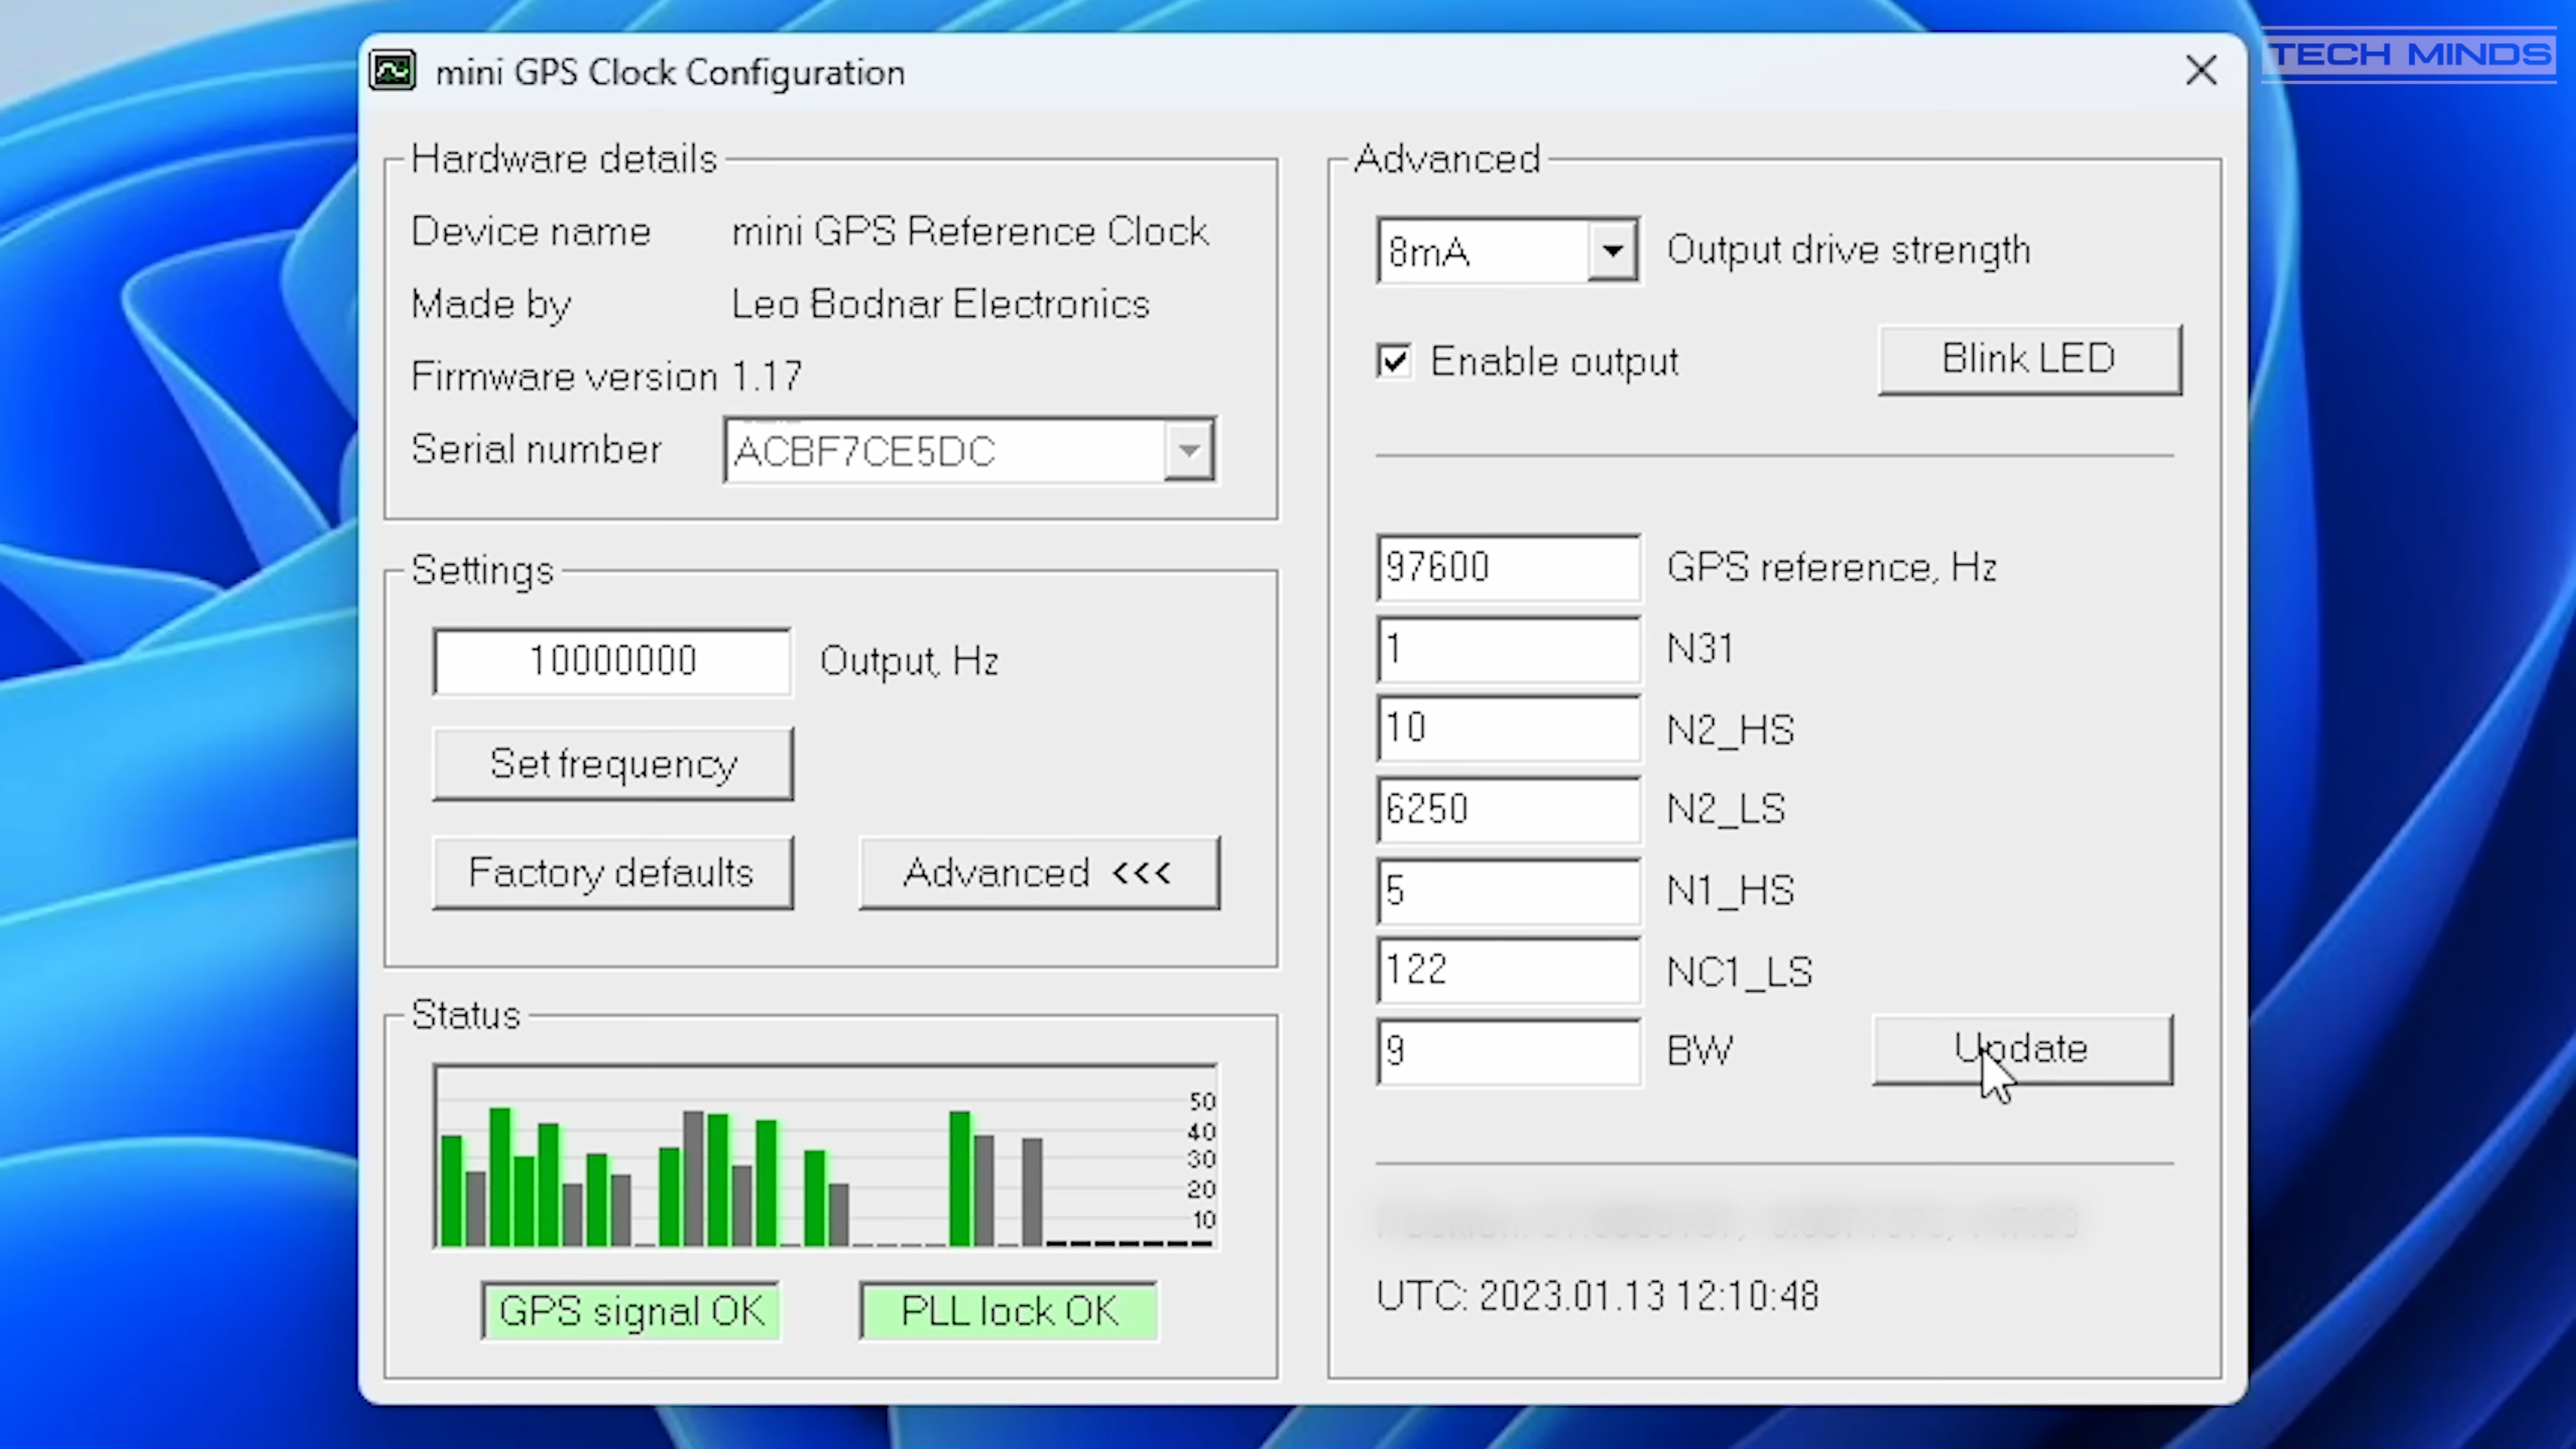 TECH MINDS
mini GPS Clock Configuration
Hardware details
Device name mini GPS Reference Clock
Made by Leo Bodnar Electronics
Firmware version 1.17
Serial number ACBF7CE5DC
Settings
10000000 Output, Hz
Set frequency
Factory defaults Advanced <<<
Status
50
40
30
20
10
GPS signal OK PLL lock OK
Advanced
8mA Output drive strength
Enable output Blink LED
97600 GPS reference, Hz
1 N31
10 N2_HS
6250 N2_LS
5 N1_HS
122 NC1_LS
9 BW Update
UTC: 2023.01.13 12:10:48